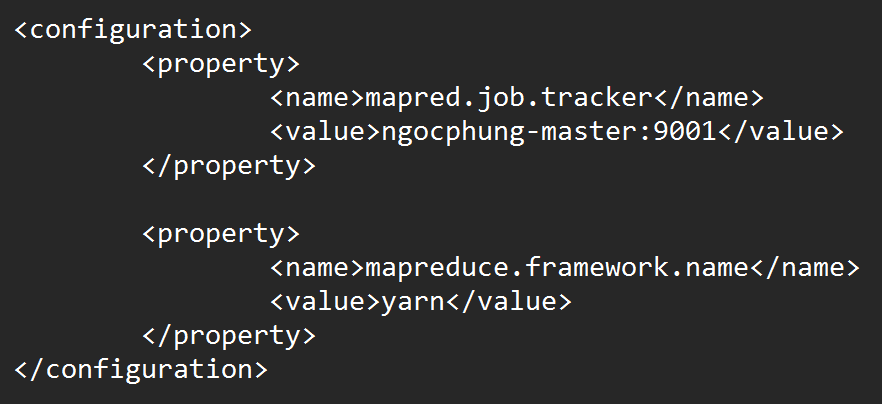 <configuration>
<property>
<name>mapred.job.tracker</name>
<value>ngocphung-master:9001</value>
</property>
<property>
<name>mapreduce.framework.name</name>
<value>yarn</value>
</property>
</configuration>